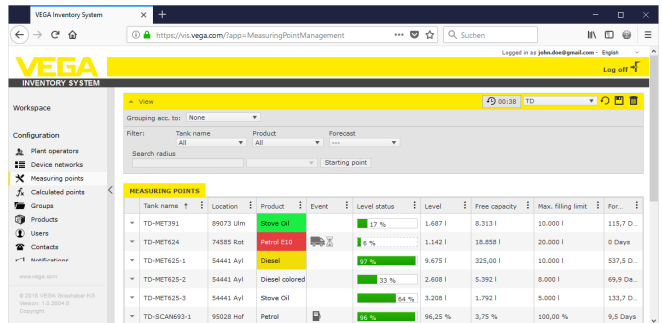 VEGA Inventory System
https://vis.vega.com/?app=MeasuringPointManagement
Suchen
Logged in as john.doe@gmail.com - English
VEGA
INVENTORY SYSTEM
Log off
Workspace
Configuration
Plant operators
Device networks
Measuring points
Calculated points
Groups
Products
Users
Contacts
Notifications
www.vega.com
© 2018 VEGA Grieshaber KG
Copyright
View
00:38
TD
Grouping acc. to: None
Filter: Tank name Product Forecast
All All ---
Search radius
Starting point
MEASURING POINTS
Tank name ↑ Location Product Event Level status Level Free capacity Max. filling limit For...
TD-MET391 89073 Ulm Stove Oil 17 % 1.687 l 8.313 l 10.000 l 115,7 D...
TD-MET624 74585 Rot Petrol E10 6 % 1.142 l 18.858 l 20.000 l 0 Days
TD-MET625-1 54441 Ayl Diesel 97 % 9.675 l 325,00 l 10.000 l 537,5 D...
TD-MET625-2 54441 Ayl Diesel colored 33 % 2.608 l 5.392 l 8.000 l 69,9 Da...
TD-MET625-3 54441 Ayl Stove Oil 64 % 3.208 l 1.792 l 5.000 l 133,7 D...
TD-SCAN693-1 95028 Hof Petrol 96 % 96,25 % 3,75 % 100,00 % 9,5 Days